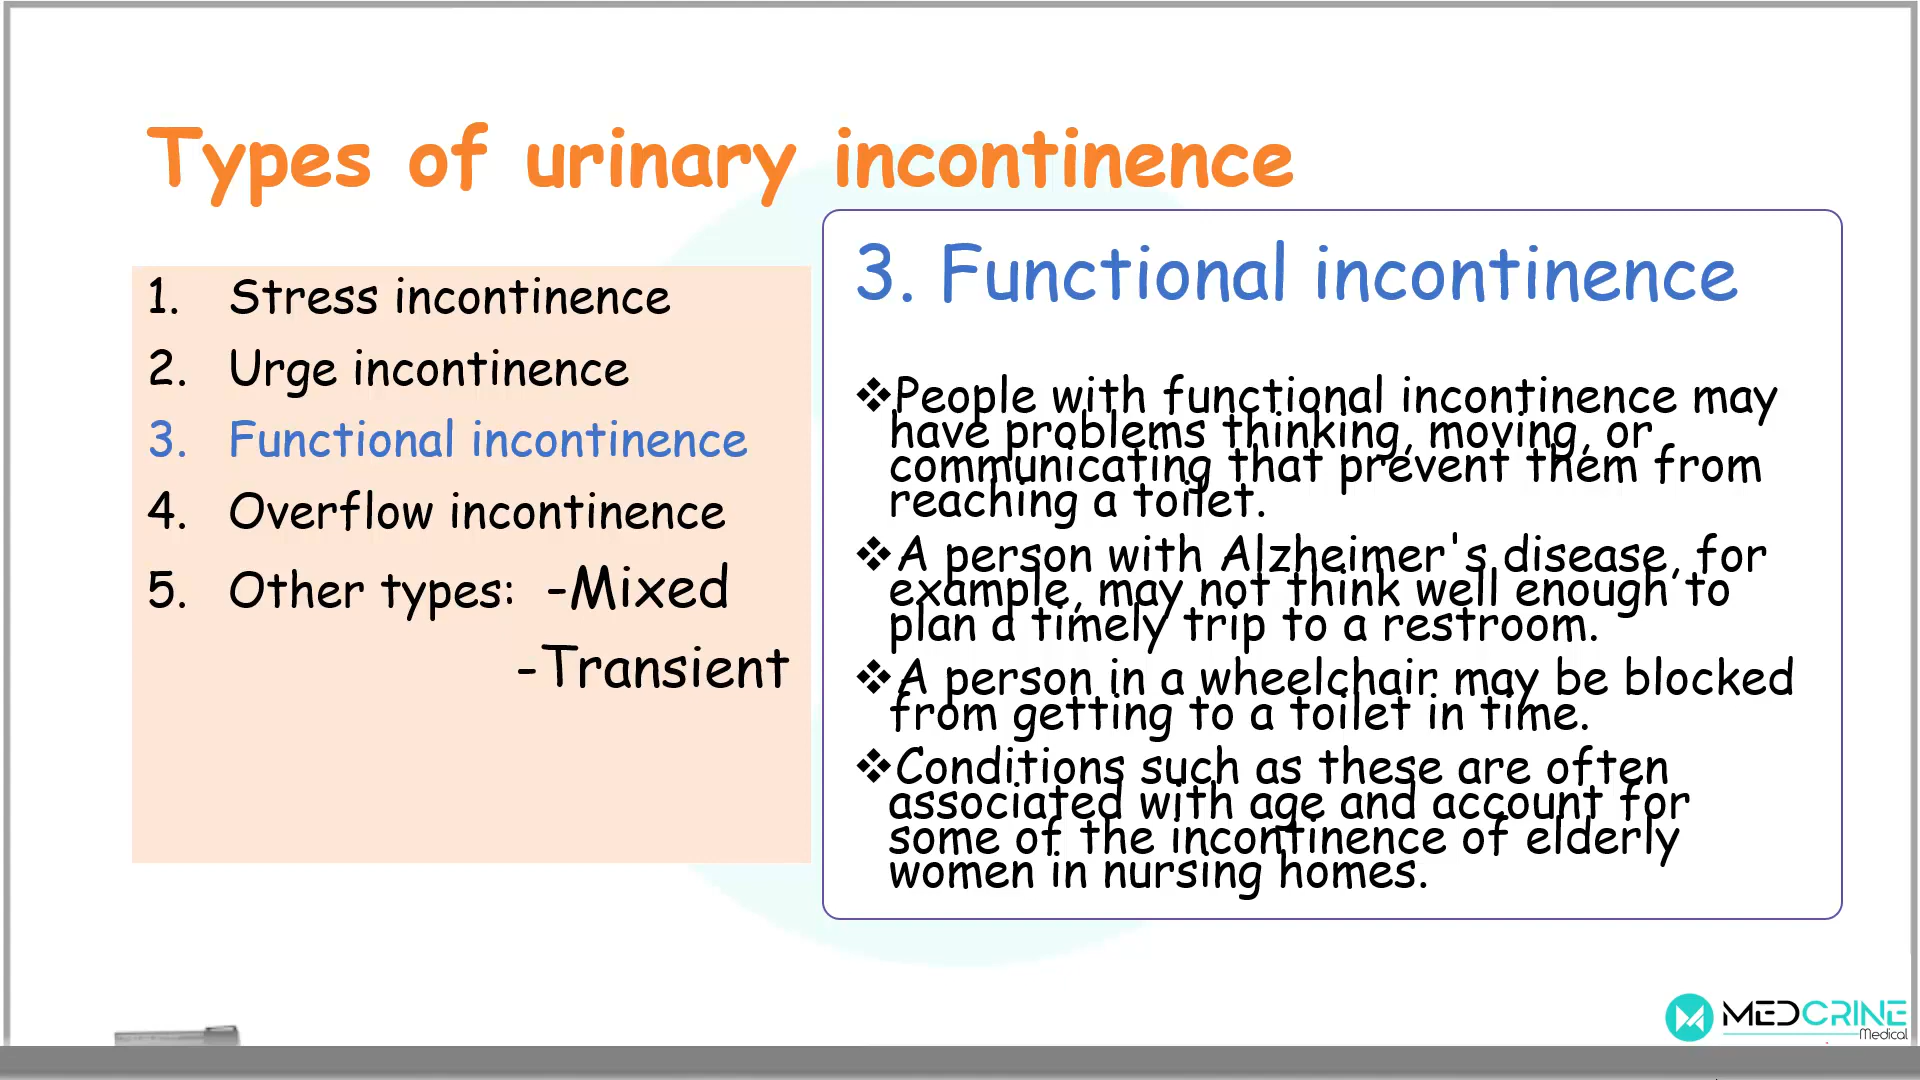 Types of urinary incontinence
1. Stress incontinence
2. Urge incontinence
3. Functional incontinence
4. Overflow incontinence
5. Other types: -Mixed
-Transient
3. Functional incontinence
❖People with functional incontinence may
have problems thinking, moving, or
communicating that prevent them from
reaching a toilet.
❖A person with Alzheimer's disease, for
example, may not think well enough to
plan a timely trip to a restroom.
❖A person in a wheelchair may be blocked
from getting to a toilet in time.
❖Conditions such as these are often
associated with age and account for
some of the incontinence of elderly
women in nursing homes.
MEDCRINE
Medical